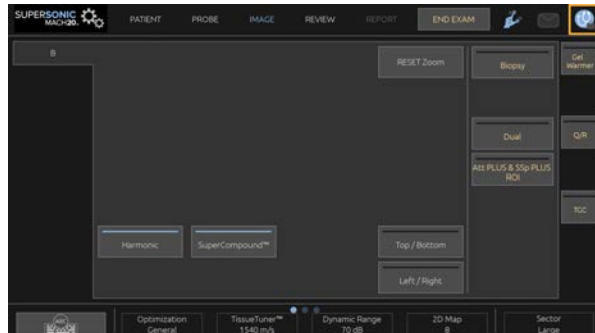 SUPERSONIC
MACH20.
PATIENT
PROBE
IMAGE
REVIEW
REPORT
END EXAM
B
RESET Zoom
Biopsy
Gel
Warmer
Dual
Q/R
Att PLUS & SSp PLUS
ROI
TGC
Harmonic
SuperCompound™
Top / Bottom
Left / Right
Optimization
General
TissueTuner™
1540 m/s
Dynamic Range
70 dB
2D Map
8
Sector
Large